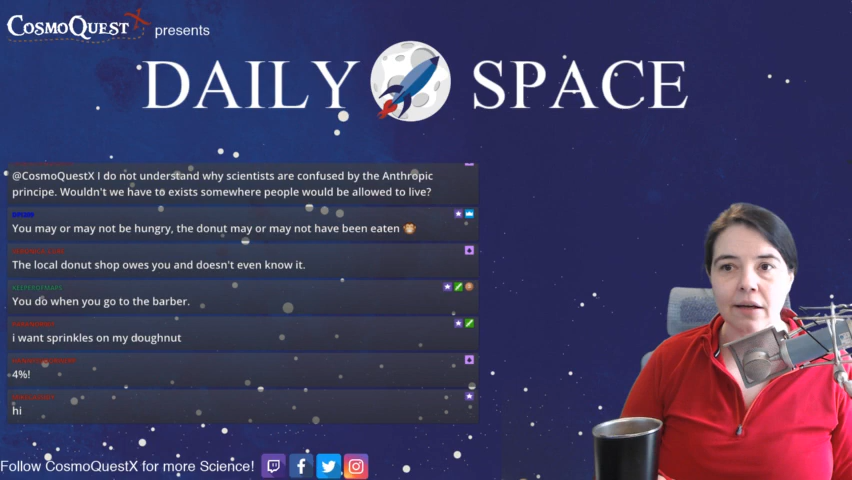 CosmoQuest X presents
DAILY SPACE
@CosmoQuestX I do not understand why scientists are confused by the Anthropic
principe. Wouldn't we have to exists somewhere people would be allowed to live?
You may or may not be hungry, the donut may or may not have been eaten
The local donut shop owes you and doesn't even know it.
You do when you go to the barber.
i want sprinkles on my doughnut
4%!
hi
Follow CosmoQuestX for more Science!